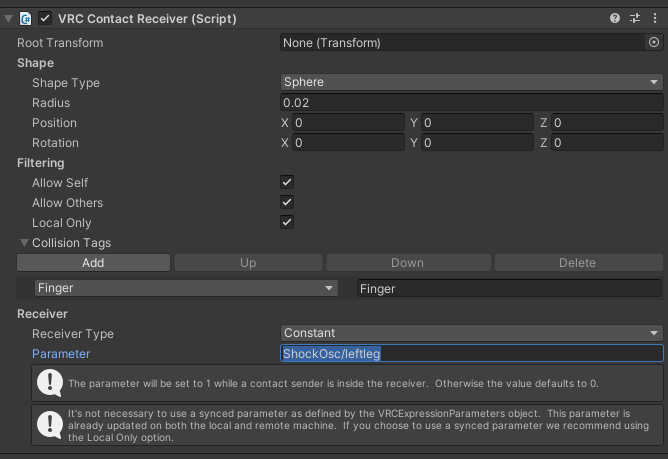 VRC Contact Receiver (Script)
Root Transform None (Transform)
Shape
Shape Type Sphere
Radius 0.02
Position X 0 Y 0 Z 0
Rotation X 0 Y 0 Z 0
Filtering
Allow Self
Allow Others
Local Only
Collision Tags
Add Up Down Delete
Finger Finger
Receiver
Receiver Type Constant
Parameter ShockOsc/leftleg
The parameter will be set to 1 while a contact sender is inside the receiver. Otherwise the value defaults to 0.
It's not necessary to use a synced parameter as defined by the VRCExpressionParameters object. This parameter is
already updated on both the local and remote machine. If you choose to use a synced parameter we recommend using
the Local Only option.